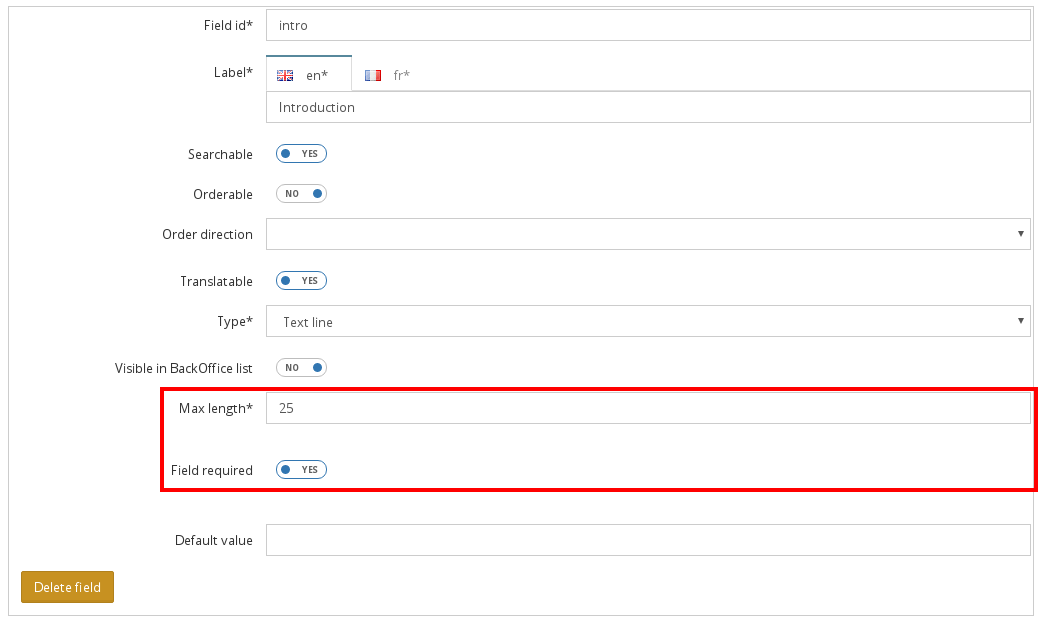 Field id* intro
Label* en* fr*
Introduction
Searchable YES
Orderable NO
Order direction
Translatable YES
Type* Text line
Visible in BackOffice list NO
Max length* 25
Field required YES
Default value
Delete field